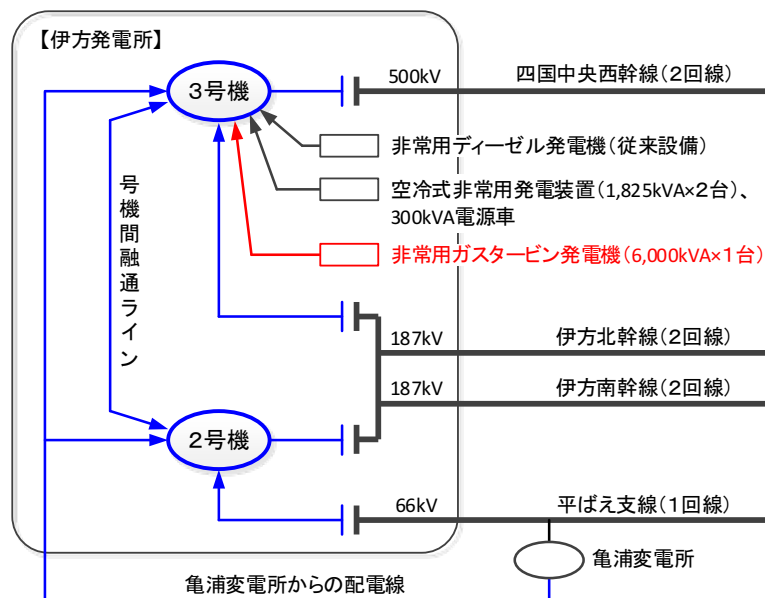 【伊方発電所】
3号機
500kV
四国中央西幹線(2回線)
非常用ディーゼル発電機(従来設備)
空冷式非常用発電装置(1,825kVA×2台)、
300kVA電源車
非常用ガスタービン発電機(6,000kVA×1台)
号機間融通ライン
187kV
伊方北幹線(2回線)
187kV
伊方南幹線(2回線)
2号機
66kV
平ばえ支線(1回線)
亀浦変電所
亀浦変電所からの配電線